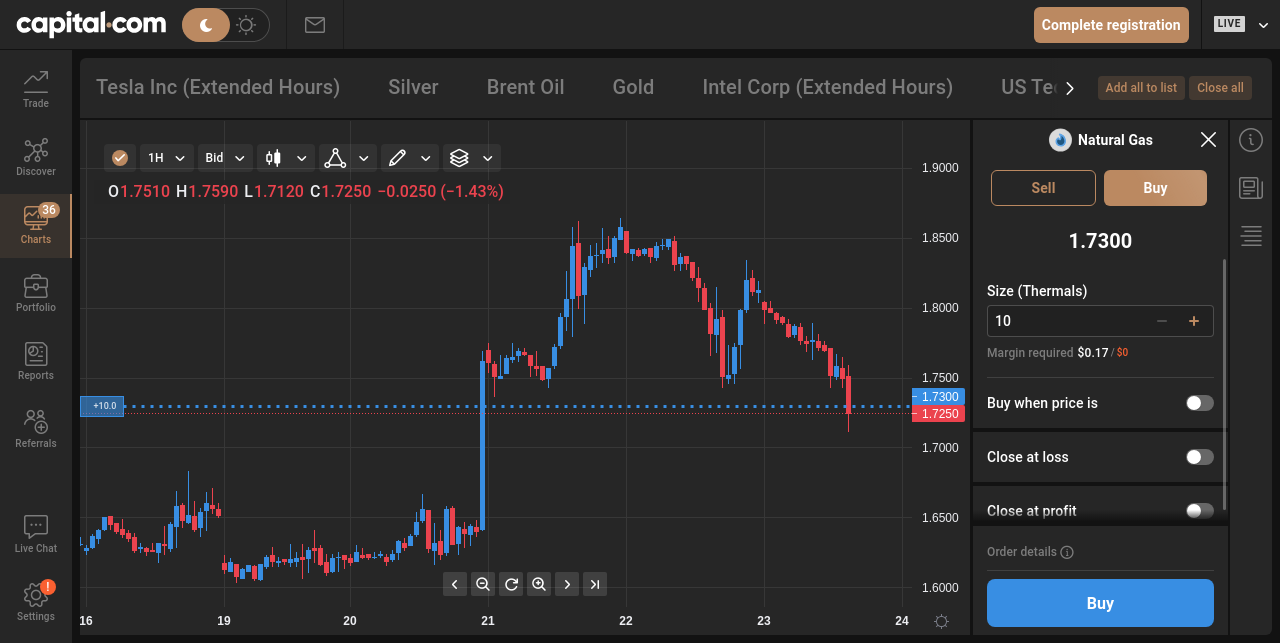 capital.com
Complete registration
LIVE
Trade
Discover
36
Charts
Portfolio
Reports
Referrals
Live Chat
!
Settings
Tesla Inc (Extended Hours)
Silver
Brent Oil
Gold
Intel Corp (Extended Hours)
US Te
Add all to list
Close all
1H
Bid
O1.7510 H1.7590 L1.7120 C1.7250 −0.0250 (−1.43%)
1.9000
1.8500
1.8000
1.7500
1.7300
1.7250
1.7000
1.6500
1.6000
+10.0
16
19
20
21
22
23
24
Natural Gas
Sell
Buy
1.7300
Size (Thermals)
10
Margin required $0.17 / $0
Buy when price is
Close at loss
Close at profit
Order details
Buy